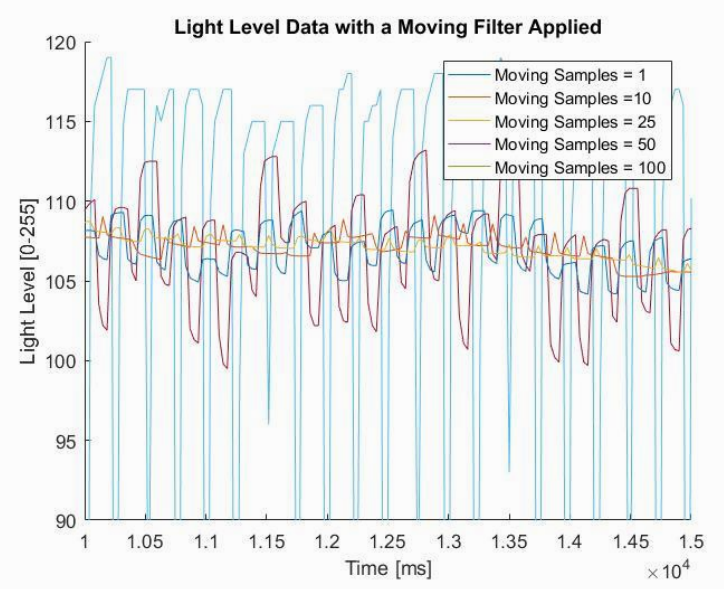 Light Level Data with a Moving Filter Applied
120
115
110
105
100
95
90
Light Level [0-255]
Moving Samples = 1
Moving Samples =10
Moving Samples = 25
Moving Samples = 50
Moving Samples = 100
1 1.05 1.1 1.15 1.2 1.25 1.3 1.35 1.4 1.45 1.5
Time [ms]
×10⁴